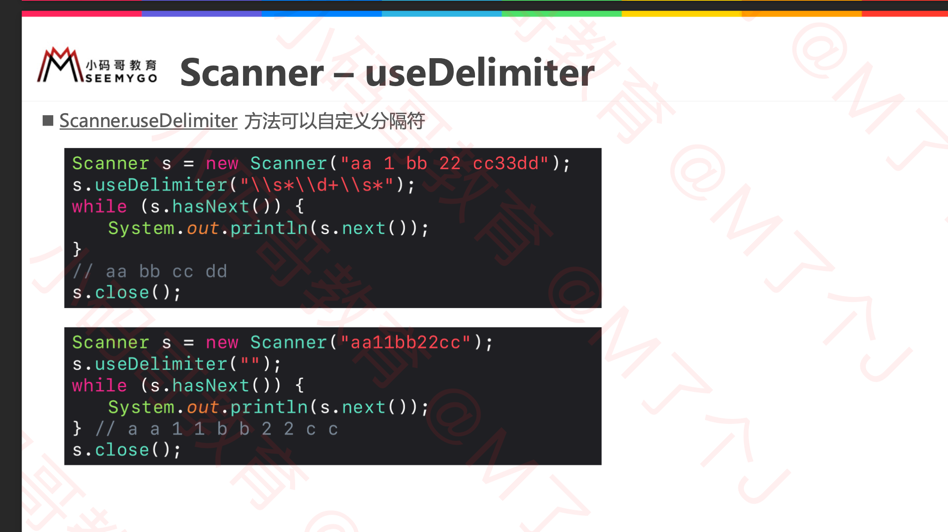 小码哥教育
SEEMYGO
Scanner – useDelimiter
■ Scanner.useDelimiter 方法可以自定义分隔符
Scanner s = new Scanner("aa 1 bb 22 cc33dd");
s.useDelimiter("\\s*\\d+\\s*");
while (s.hasNext()) {
    System.out.println(s.next());
}
// aa bb cc dd
s.close();
Scanner s = new Scanner("aa11bb22cc");
s.useDelimiter("");
while (s.hasNext()) {
    System.out.println(s.next());
} // a a 1 1 b b 2 2 c c
s.close();